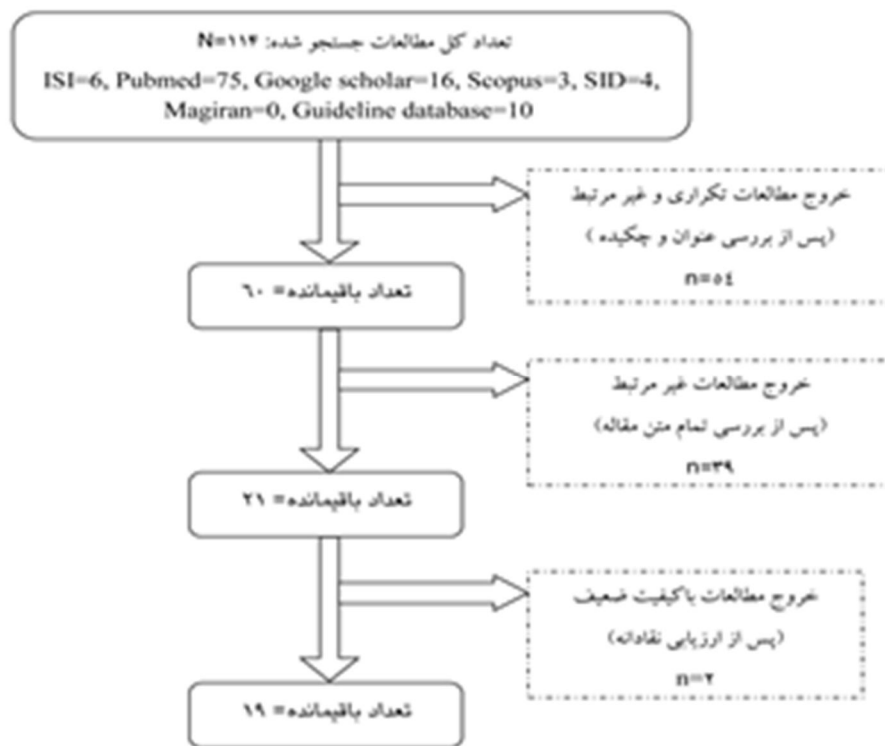 تعداد کل مطالعات جستجو شده: N=۱۱۴
ISI=6, Pubmed=75, Google scholar=16, Scopus=3, SID=4,
Magiran=0, Guideline database=10
خروج مطالعات تکراری و غیر مرتبط
(پس از بررسی عنوان و چکیده )
n=٥٤
تعداد باقیمانده= ٦٠
خروج مطالعات غیر مرتبط
(پس از بررسی تمام متن مقاله)
n=۳۹
تعداد باقیمانده= ۲۱
خروج مطالعات باکیفیت ضعیف
(پس از ارزیابی نقادانه)
n=۲
تعداد باقیمانده= ۱۹